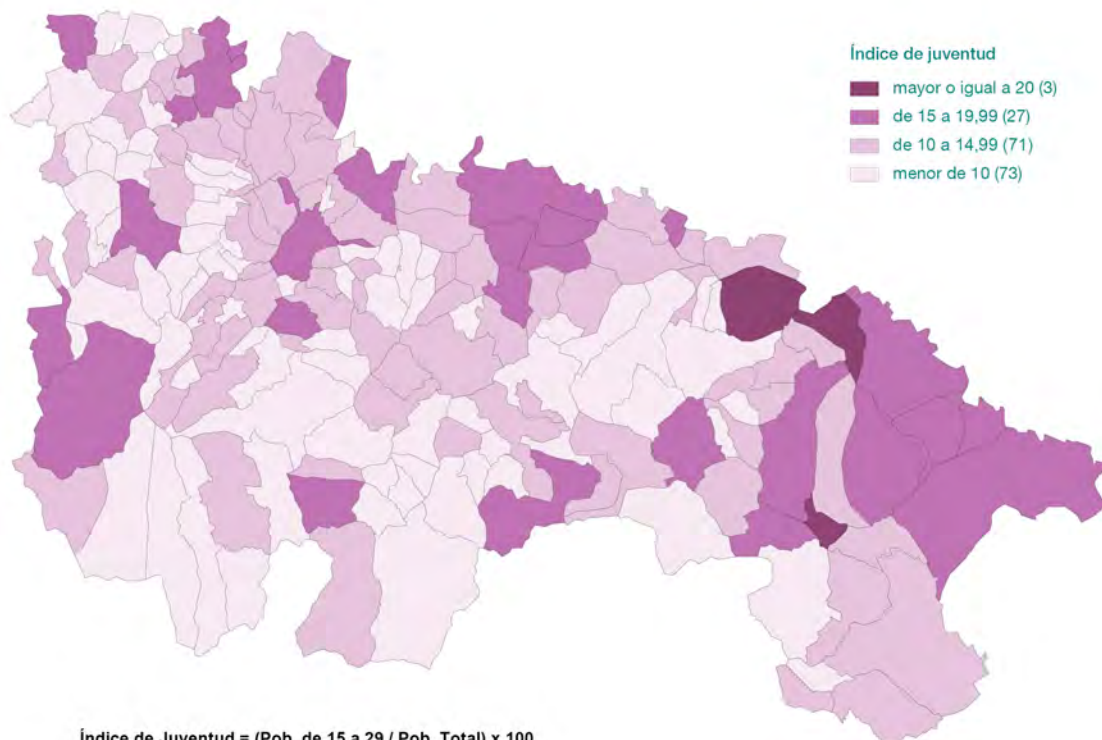 Índice de juventud
mayor o igual a 20 (3)
de 15 a 19,99 (27)
de 10 a 14,99 (71)
menor de 10 (73)
Índice de Juventud = (Pob. de 15 a 29 / Pob. Total) x 100